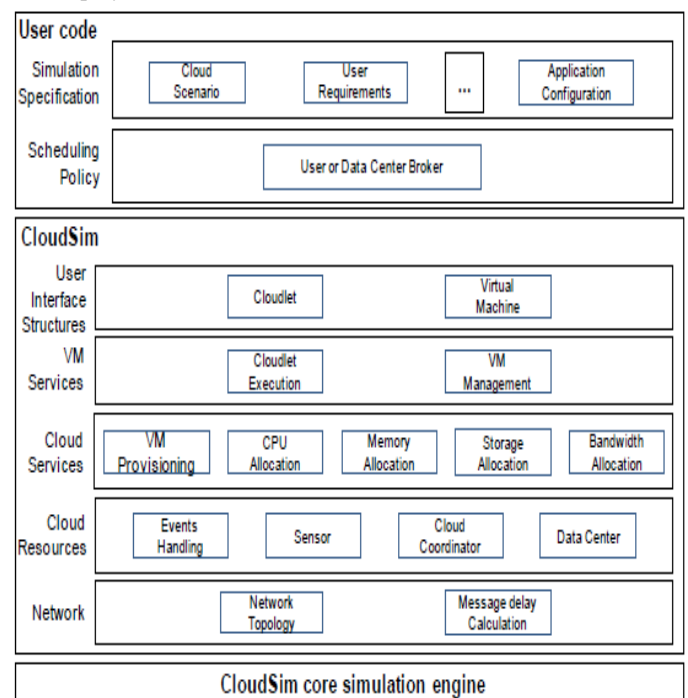 User code
Simulation
Specification
Cloud
Scenario
User
Requirements
...
Application
Configuration
Scheduling
Policy
User or Data Center Broker
CloudSim
User
Interface
Structures
Cloudlet
Virtual
Machine
VM
Services
Cloudlet
Execution
VM
Management
Cloud
Services
VM
Provisioning
CPU
Allocation
Memory
Allocation
Storage
Allocation
Bandwidth
Allocation
Cloud
Resources
Events
Handling
Sensor
Cloud
Coordinator
Data Center
Network
Network
Topology
Message delay
Calculation
CloudSim core simulation engine